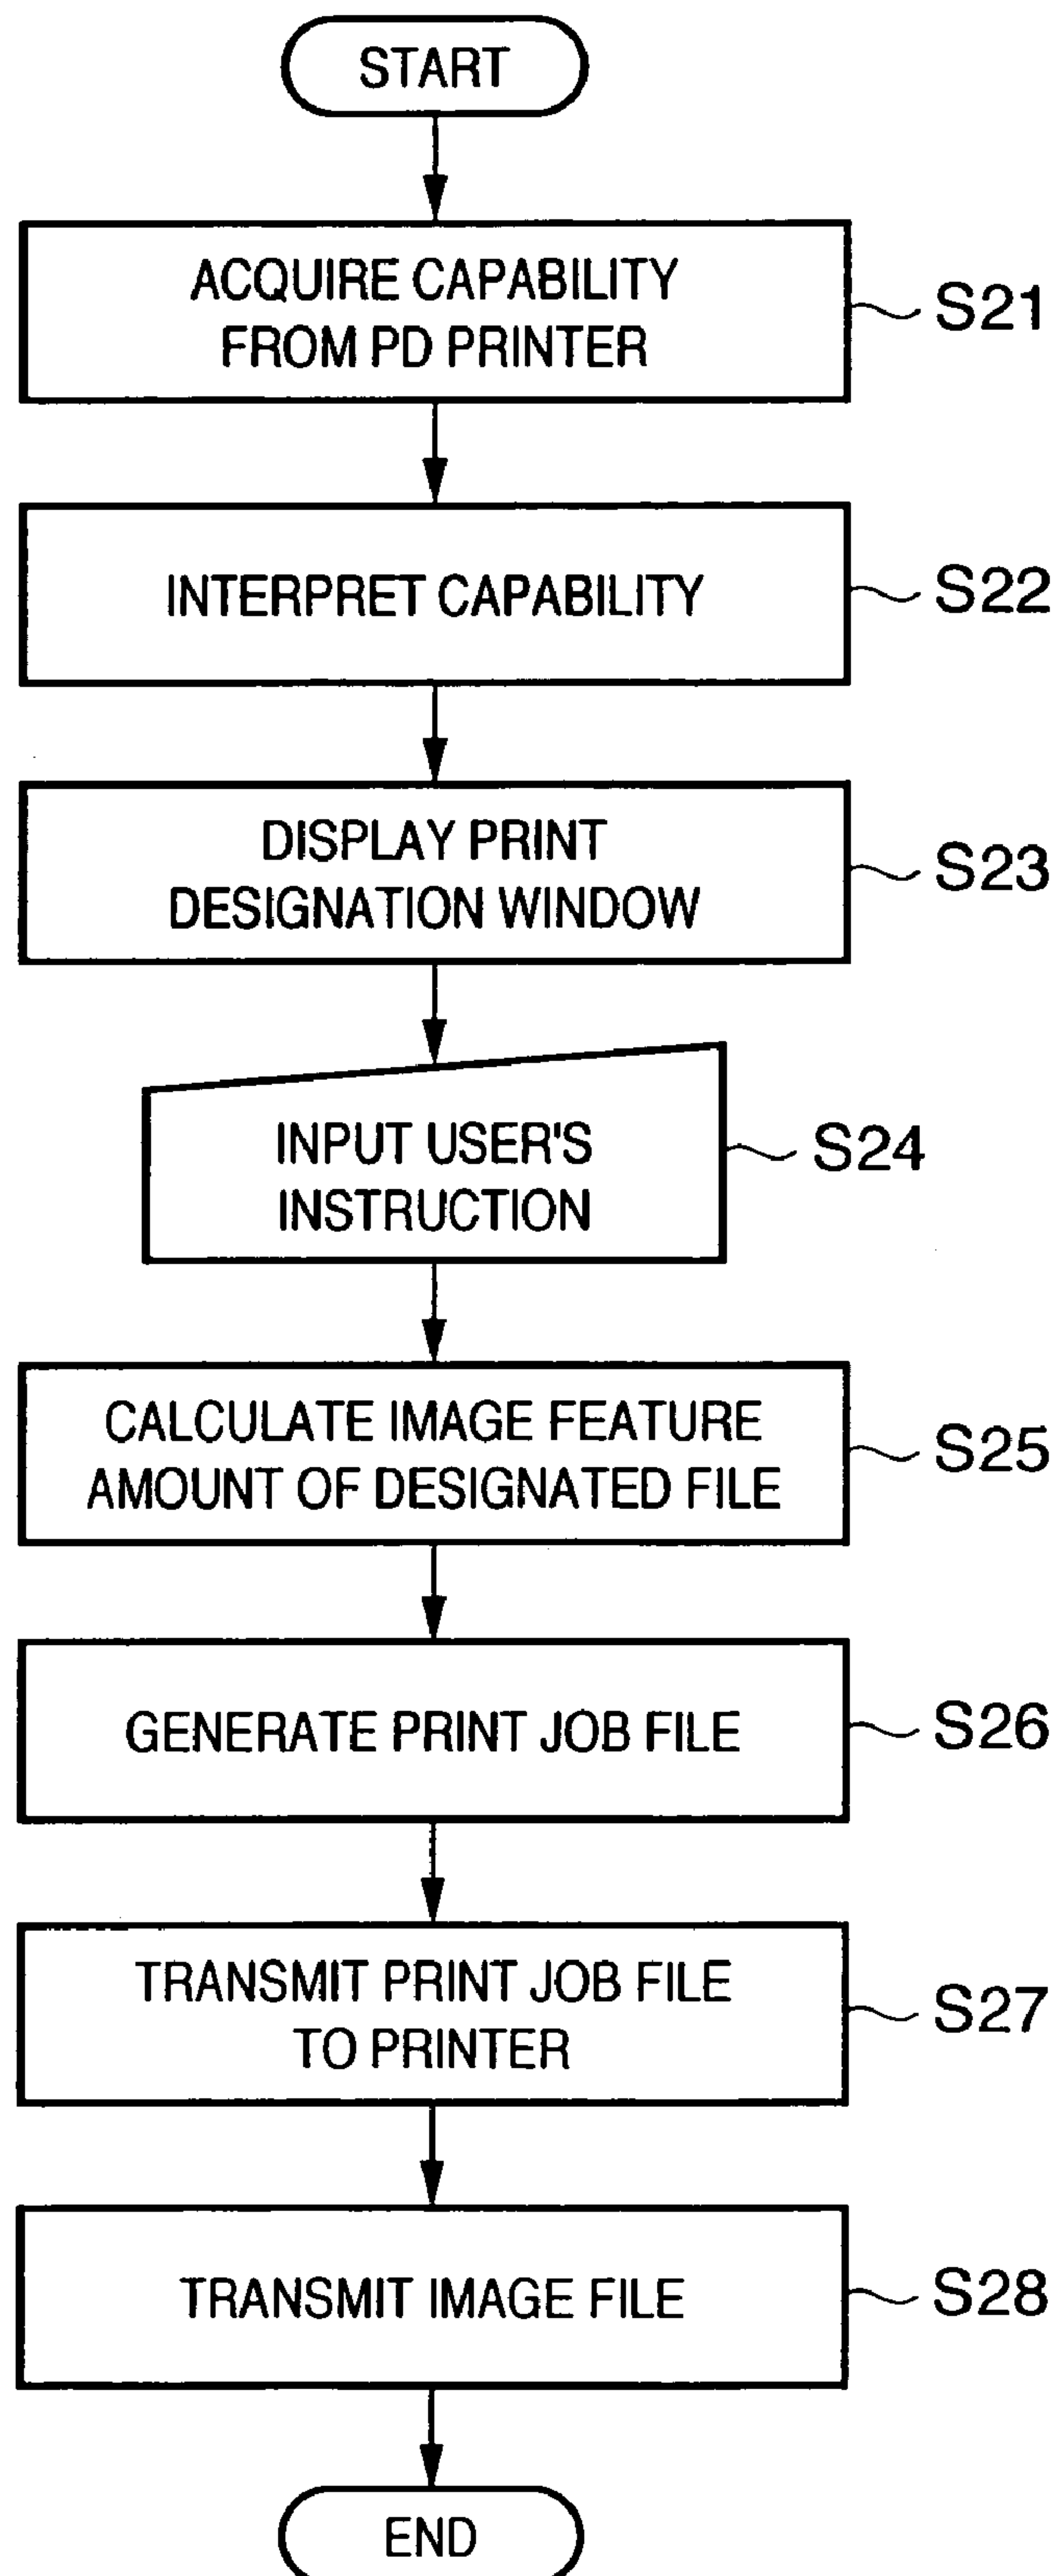 START
ACQUIRE CAPABILITY
FROM PD PRINTER
S21
INTERPRET CAPABILITY
S22
DISPLAY PRINT
DESIGNATION WINDOW
S23
INPUT USER'S
INSTRUCTION
S24
CALCULATE IMAGE FEATURE
AMOUNT OF DESIGNATED FILE
S25
GENERATE PRINT JOB FILE
S26
TRANSMIT PRINT JOB FILE
TO PRINTER
S27
TRANSMIT IMAGE FILE
S28
END